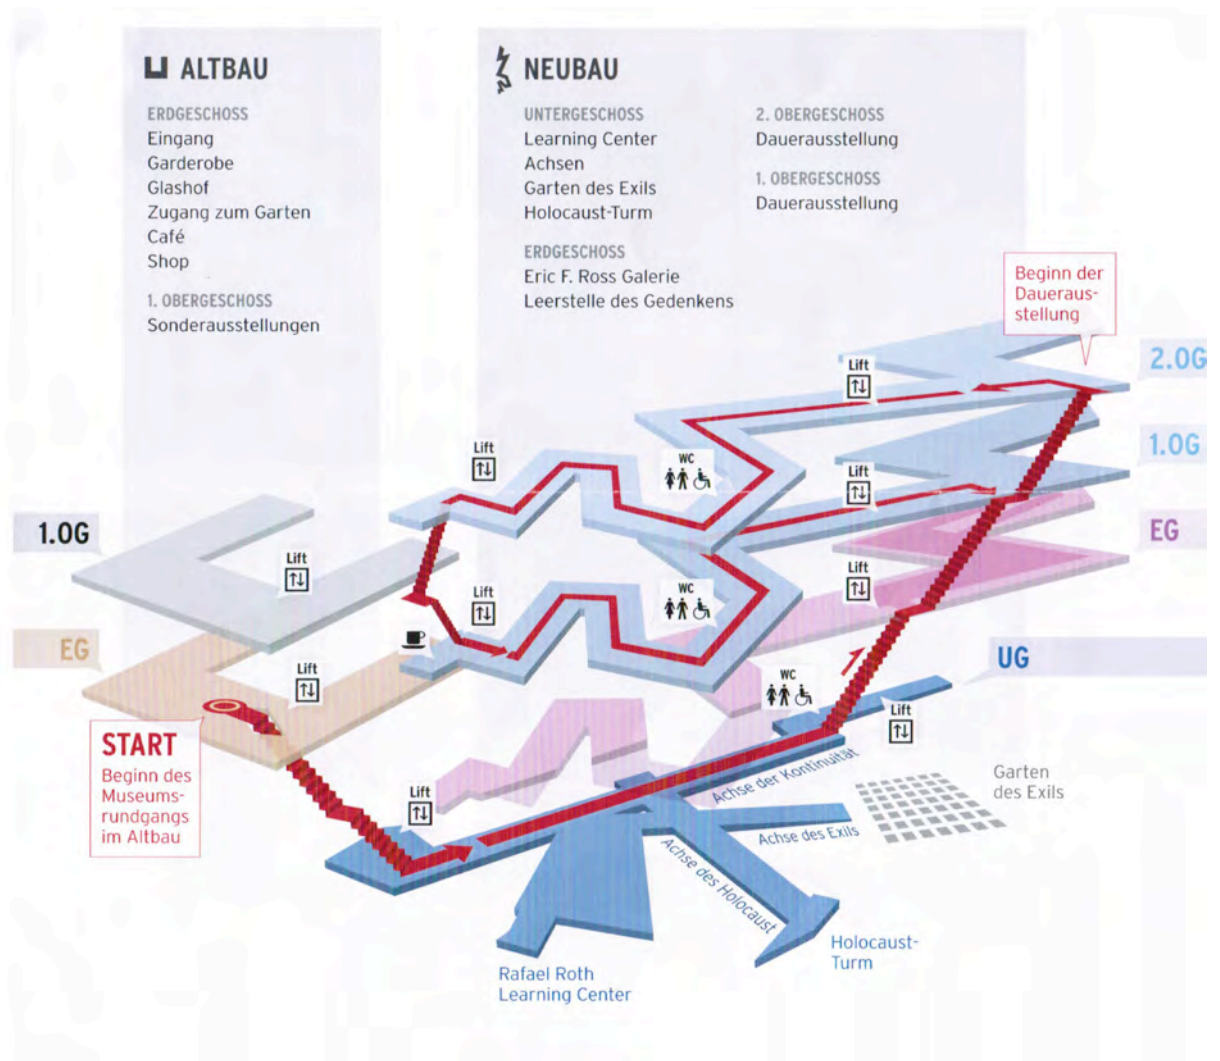 ALTBAU
ERDGESCHOSS
Eingang
Garderobe
Glashof
Zugang zum Garten
Café
Shop
1. OBERGESCHOSS
Sonderausstellungen
NEUBAU
UNTERGESCHOSS
Learning Center
Achsen
Garten des Exils
Holocaust-Turm
ERDGESCHOSS
Eric F. Ross Galerie
Leerstelle des Gedenkens
2. OBERGESCHOSS
Dauerausstellung
1. OBERGESCHOSS
Dauerausstellung
Beginn der
Daueraus-
stellung
2.OG
Lift
1.OG
Lift
WC
Lift
EG
1.OG
Lift
Lift
Lift
WC
EG
Lift
UG
WC
Lift
START
Beginn des
Museums-
rundgangs
im Altbau
Lift
Achse der Kontinuität
Garten
des Exils
Achse des Exils
Achse des Holocaust
Holocaust-
Turm
Rafael Roth
Learning Center